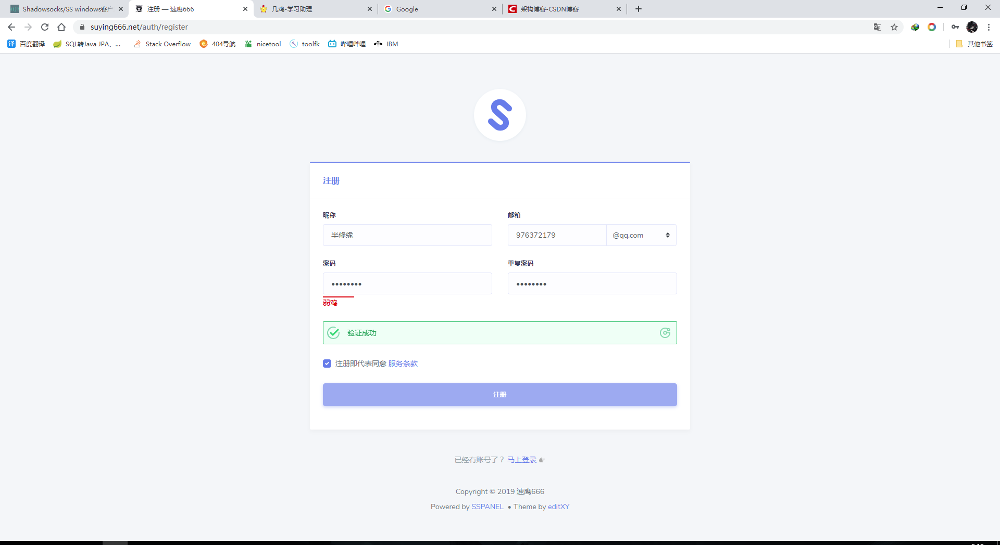 Shadowsocks/SS windows客户
注册 — 速鹰666
几鸡-学习助理
Google
架构博客-CSDN博客
suying666.net/auth/register
百度翻译
SQL转Java JPA、...
Stack Overflow
404导航
nicetool
toolfk
哔哩哔哩
IBM
其他书签
注册
昵称
邮箱
半修缘
976372179
@qq.com
密码
重复密码
••••••••
••••••••
弱鸡
验证成功
注册即代表同意 服务条款
注册
已经有账号了？马上登录
Copyright © 2019 速鹰666
Powered by SSPANEL • Theme by editXY